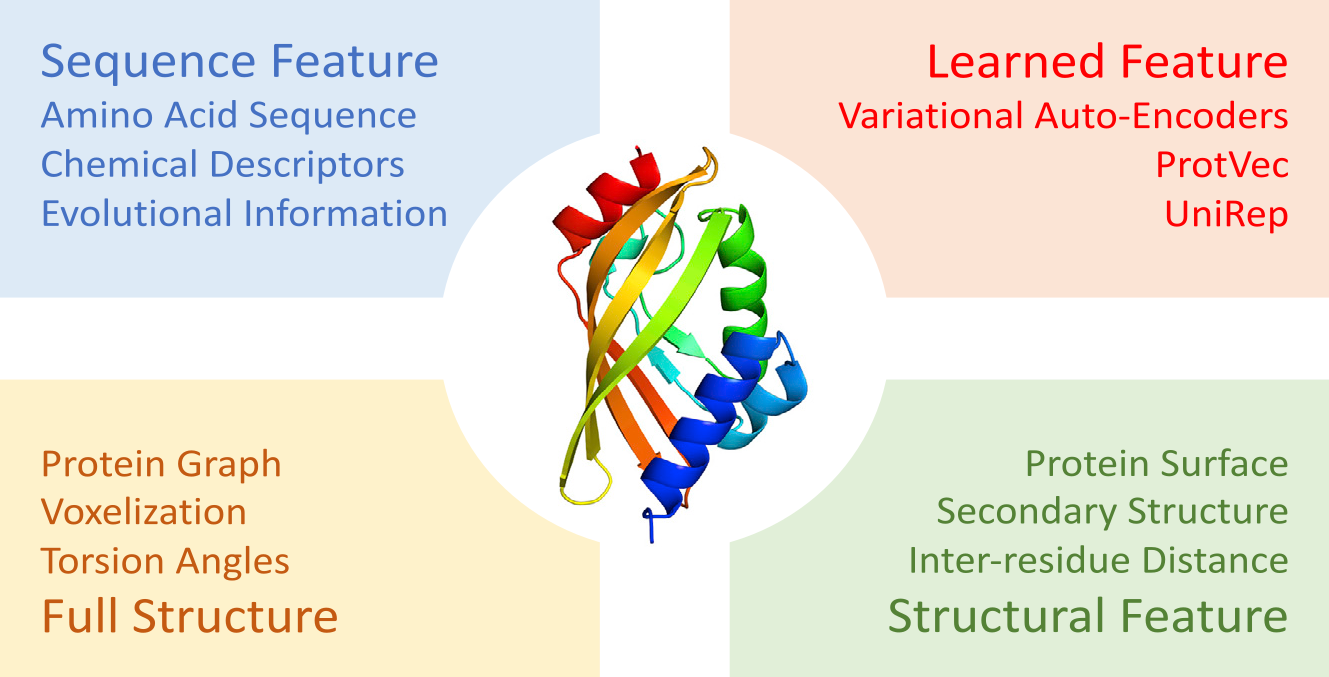 Sequence Feature
Amino Acid Sequence
Chemical Descriptors
Evolutional Information
Learned Feature
Variational Auto-Encoders
ProtVec
UniRep
Protein Graph
Voxelization
Torsion Angles
Full Structure
Protein Surface
Secondary Structure
Inter-residue Distance
Structural Feature